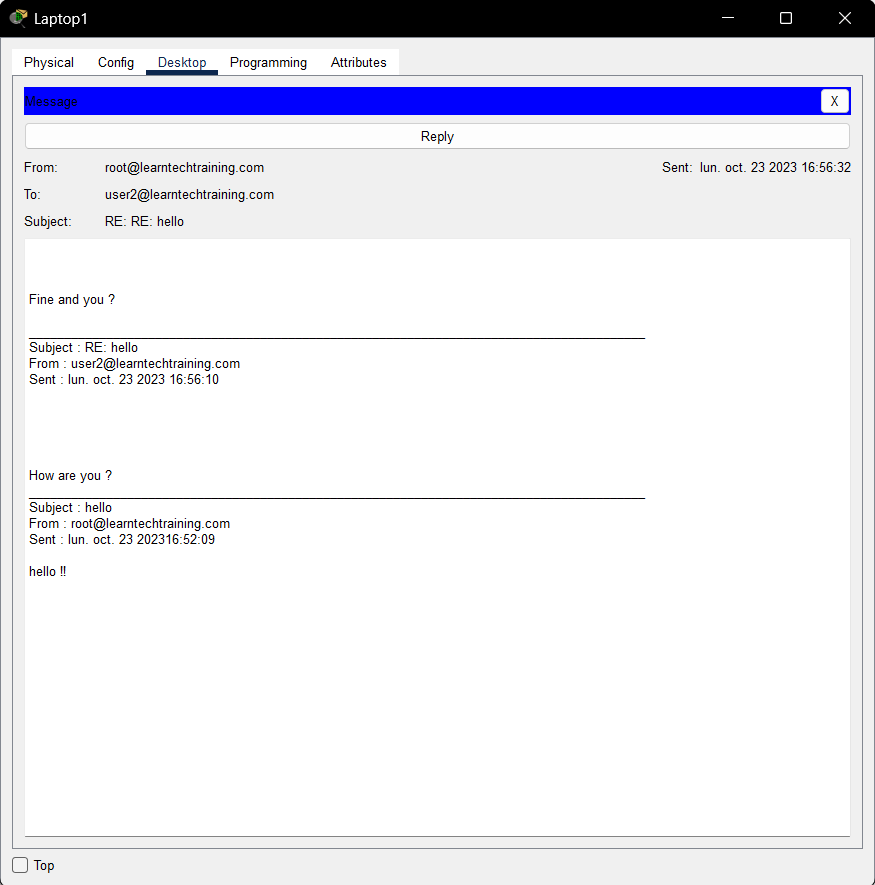 Laptop1
Physical Config Desktop Programming Attributes
Message X
Reply
From: root@learntechtraining.com Sent: lun. oct. 23 2023 16:56:32
To: user2@learntechtraining.com
Subject: RE: RE: hello
Fine and you ?
Subject : RE: hello
From : user2@learntechtraining.com
Sent : lun. oct. 23 2023 16:56:10
How are you ?
Subject : hello
From : root@learntechtraining.com
Sent : lun. oct. 23 202316:52:09
hello !!
Top